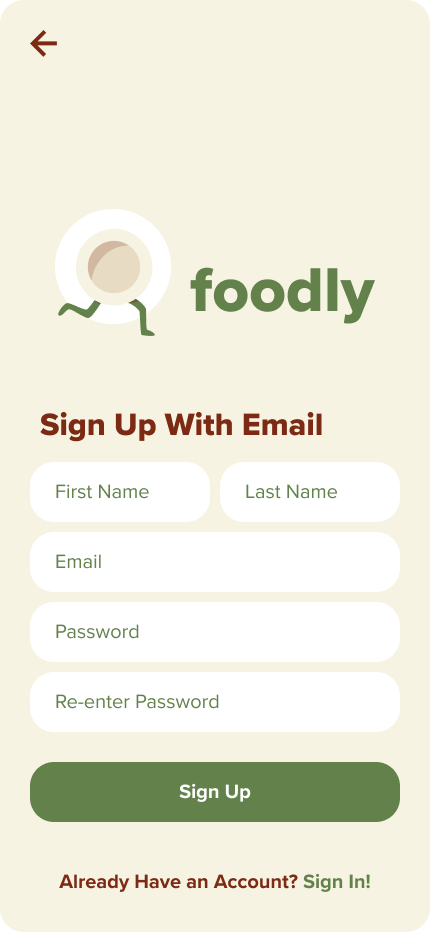 foodly
Sign Up With Email
First Name
Last Name
Email
Password
Re-enter Password
Sign Up
Already Have an Account? Sign In!